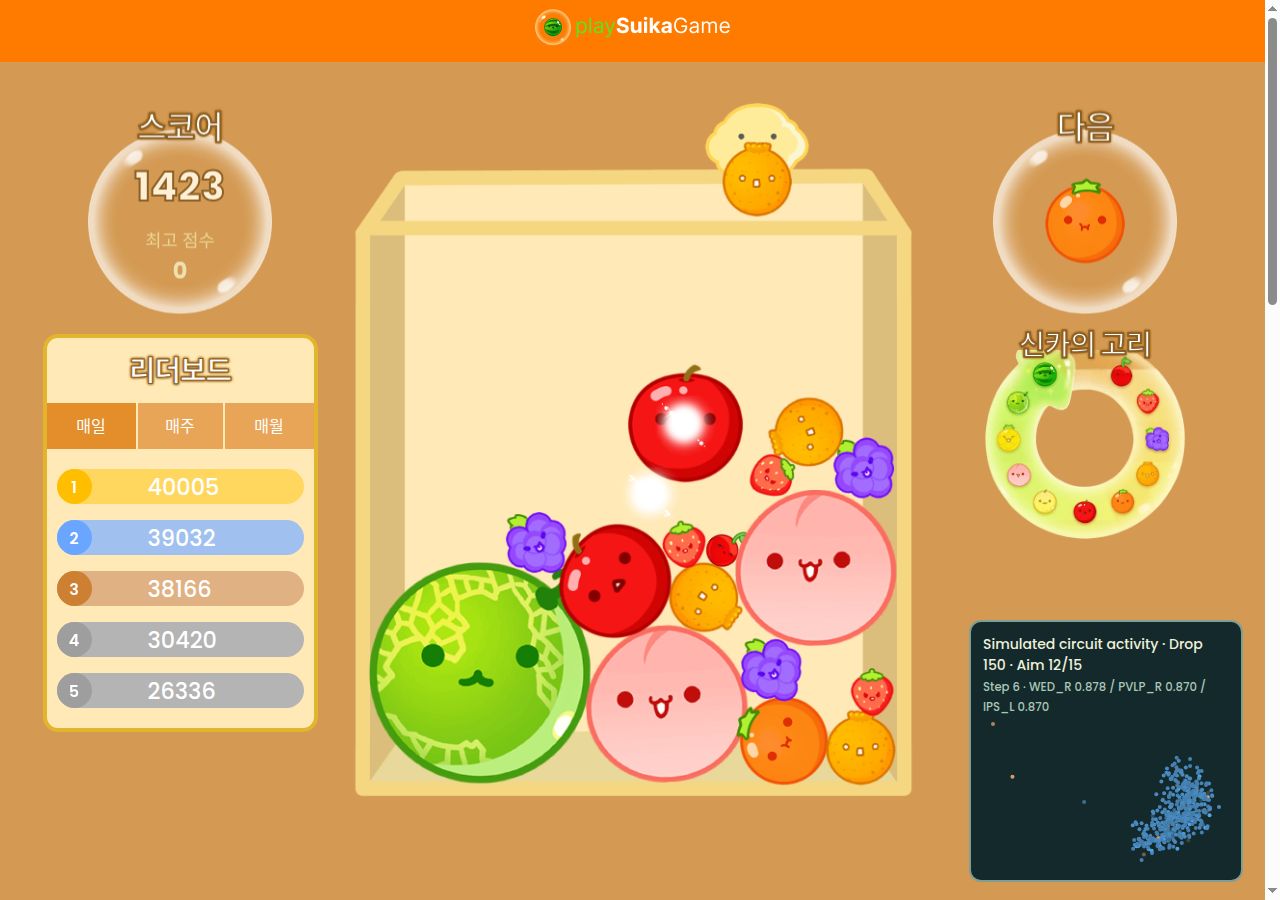 playSuikaGame
스코어
1423
최고 점수
0
다음
신카의 고리
리더보드
매일 매주 매월
1 40005
2 39032
3 38166
4 30420
5 26336
Simulated circuit activity · Drop
150 · Aim 12/15
Step 6 · WED_R 0.878 / PVLP_R 0.870 /
IPS_L 0.870